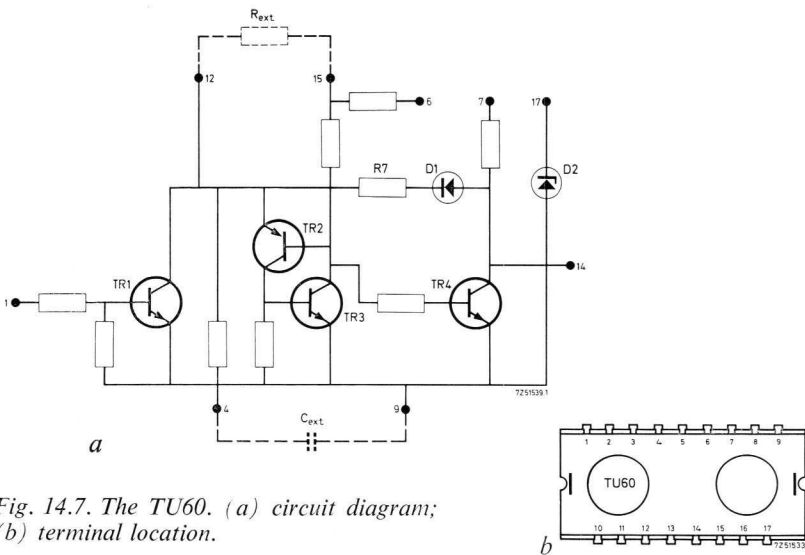 Rext
12
15
6
7
17
R7
D1
D2
TR2
TR1
TR3
TR4
14
1
7Z51539.1
4
9
Cext
a
Fig. 14.7. The TU60. (a) circuit diagram;
(b) terminal location.
1 2 3 4 5 6 7 8 9
TU60
10 11 12 13 14 15 16 17
7Z51533
b